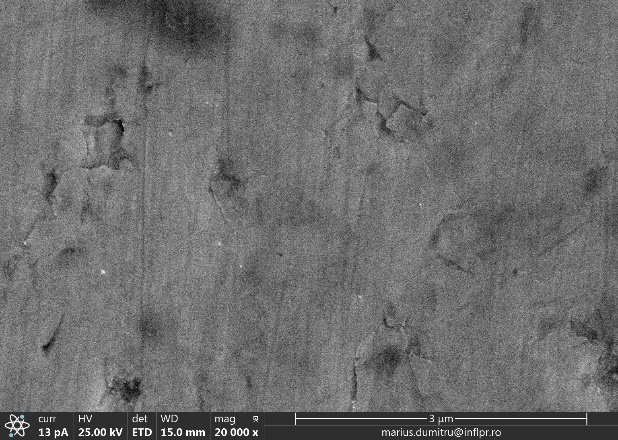 curr HV det WD mag 3 µm
13 pA 25.00 kV ETD 15.0 mm 20 000 x marius.dumitru@inflpr.ro